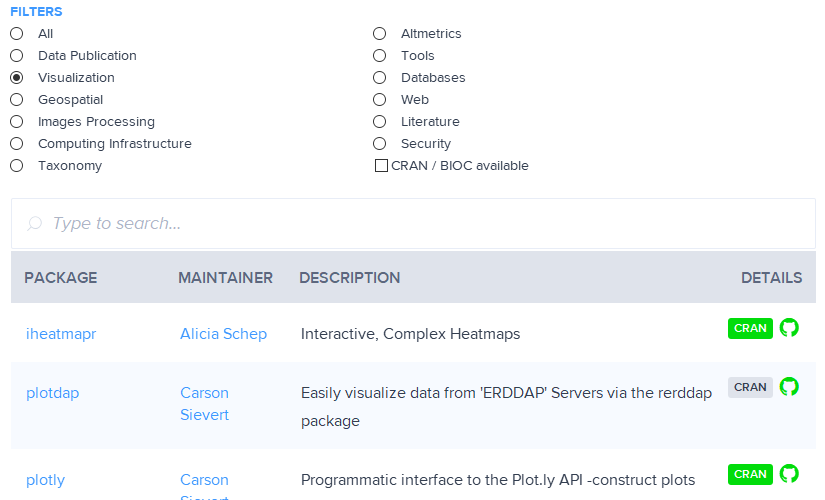 FILTERS
All
Data Publication
Visualization
Geospatial
Images Processing
Computing Infrastructure
Taxonomy
Altmetrics
Tools
Databases
Web
Literature
Security
CRAN / BIOC available
Type to search...
PACKAGE MAINTAINER DESCRIPTION DETAILS
iheatmapr Alicia Schep Interactive, Complex Heatmaps CRAN
plotdap Carson Easily visualize data from 'ERDDAP' Servers via the rerddap CRAN
Sievert package
plotly Carson Programmatic interface to the Plot.ly API -construct plots CRAN
Sievert